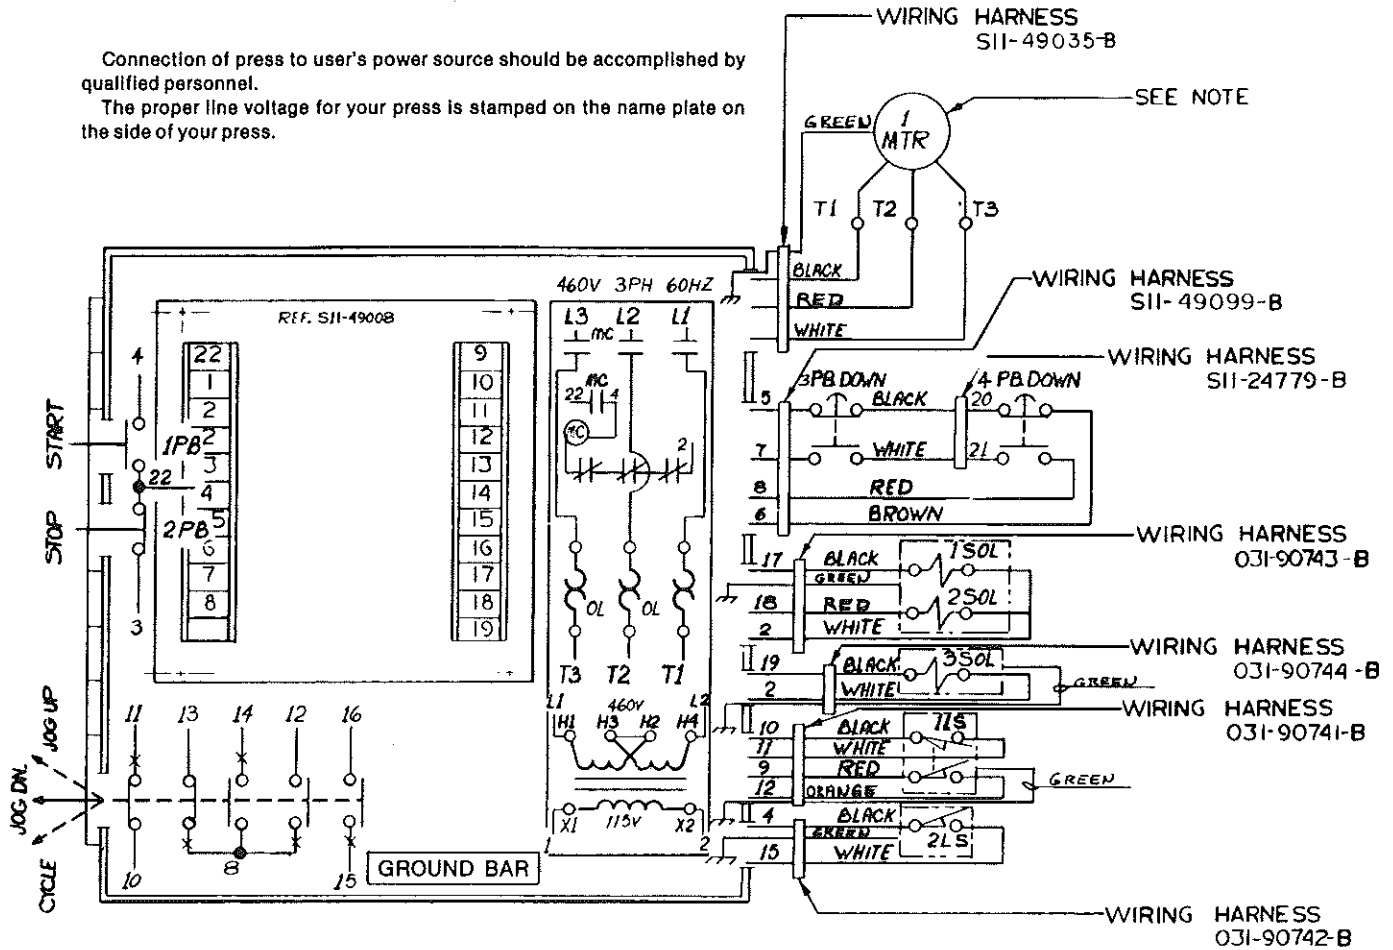 WIRING HARNESS
S11-49035-B
Connection of press to user's power source should be accomplished by
qualified personnel.
The proper line voltage for your press is stamped on the name plate on
the side of your press.
SEE NOTE
GREEN
1
MTR
T1 T2 T3
BLACK
RED
WHITE
WIRING HARNESS
S11-49099-B
WIRING HARNESS
S11-24779-B
460V 3PH 60HZ
L3 L2 L1
MC
MC
22 4
MC
2
OL OL
T3 T2 T1
L1 460V L2
H1 H3 H2 H4
X1 115V X2
1 2
REF. S11-49008
22
1
2
2
3
4
5
6
7
8
9
10
11
12
13
14
15
16
17
18
19
4
START
1PB
22
STOP
2PB
3
3PB DOWN 4 PB DOWN
5 BLACK 20
7 WHITE 21
8 RED
6 BROWN
WIRING HARNESS
031-90743-B
17 BLACK 1 SOL
GREEN
18 RED 2 SOL
2 WHITE
WIRING HARNESS
031-90744-B
19 BLACK 3 SOL
2 WHITE
GREEN
WIRING HARNESS
031-90741-B
10 BLACK 1LS
11 WHITE
9 RED
12 ORANGE
GREEN
4 BLACK
GREEN 2LS
15 WHITE
11 13 14 12 16
JOG UP
JOG DN.
CYCLE
10 8 15
GROUND BAR
WIRING HARNESS
031-90742-B